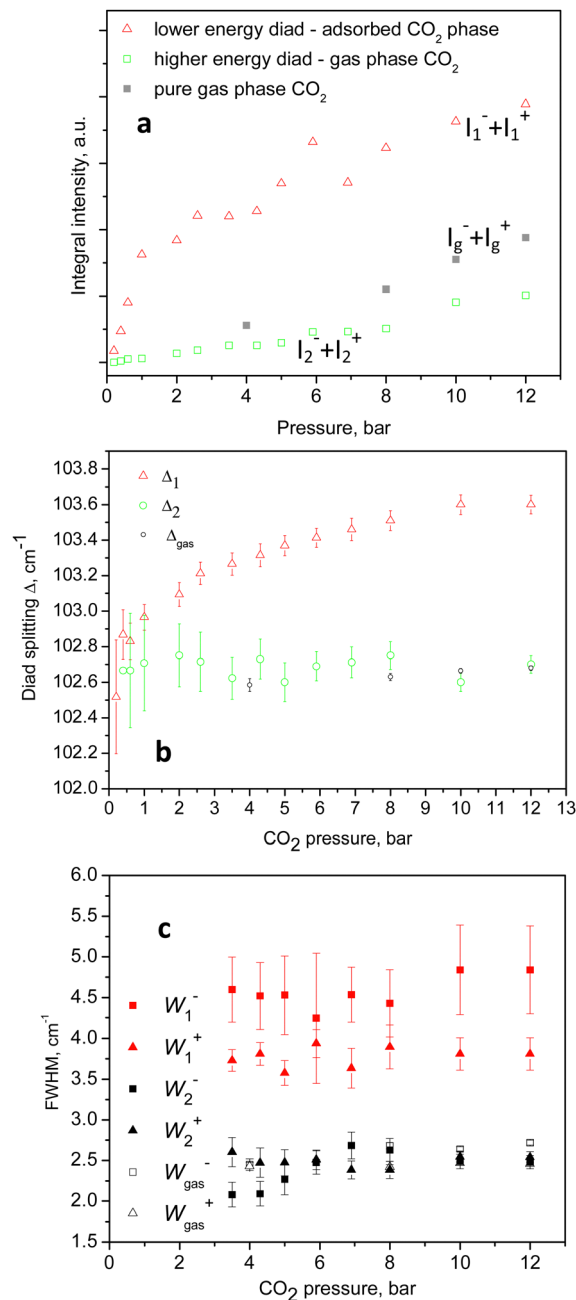 lower energy diad - adsorbed CO₂ phase
higher energy diad - gas phase CO₂
pure gas phase CO₂
a
I₁⁻+I₁⁺
I_g⁻+I_g⁺
I₂⁻+I₂⁺
Integral intensity, a.u.
0 2 4 6 8 10 12
Pressure, bar
103.8
103.6
103.4
103.2
103.0
102.8
102.6
102.4
102.2
102.0
Δ₁
Δ₂
Δgas
Diad splitting Δ, cm⁻¹
b
0 1 2 3 4 5 6 7 8 9 10 11 12 13
CO₂ pressure, bar
6.0
5.5
5.0
4.5
4.0
3.5
3.0
2.5
2.0
1.5
c
W₁⁻
W₁⁺
W₂⁻
W₂⁺
Wgas⁻
Wgas⁺
FWHM, cm⁻¹
0 2 4 6 8 10 12
CO₂ pressure, bar